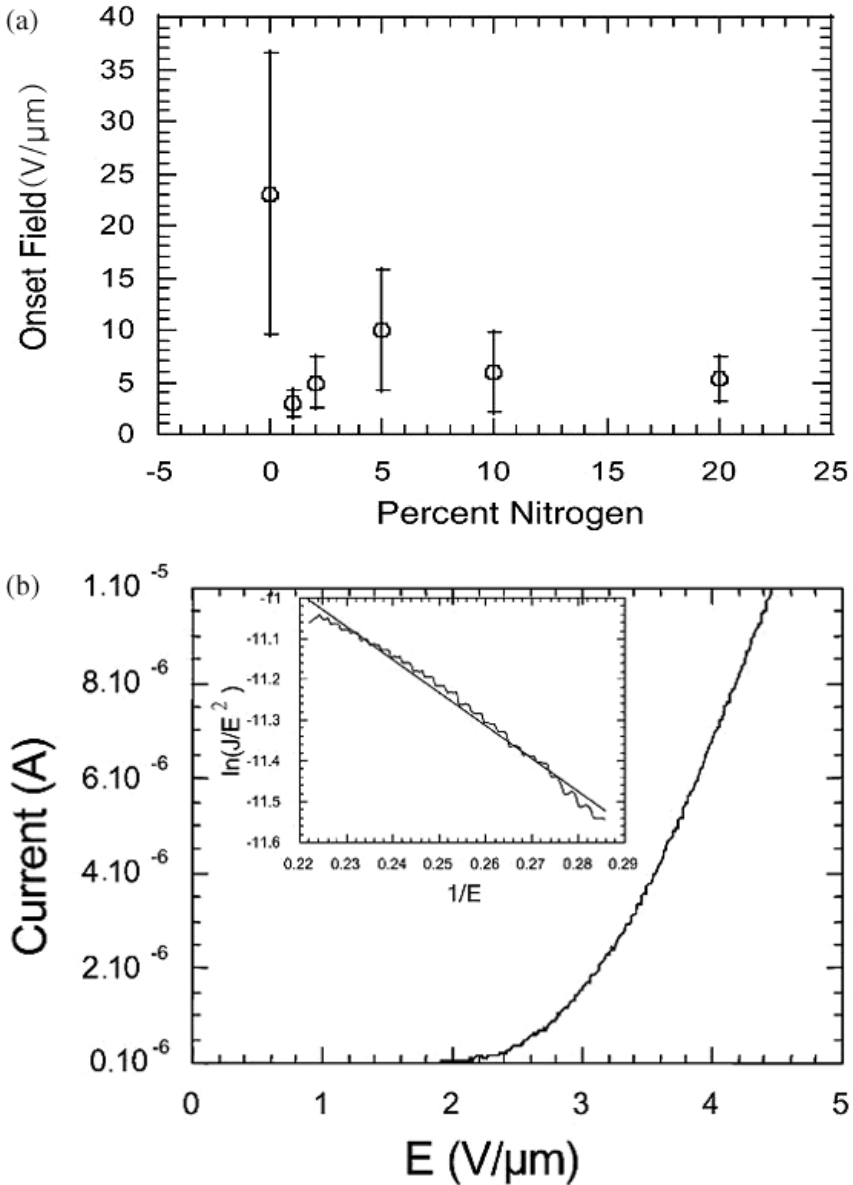 (a)
40
35
30
25
20
15
10
5
0
Onset Field (V/μm)
-5 0 5 10 15 20 25
Percent Nitrogen
(b)
1.10 -5
8.10 -6
6.10 -6
4.10 -6
2.10 -6
0.10 -6
Current (A)
-11
-11.1
-11.2
-11.3
-11.4
-11.5
-11.6
ln(J/E 2 )
0.22 0.23 0.24 0.25 0.26 0.27 0.28 0.29
1/E
0 1 2 3 4 5
E (V/μm)